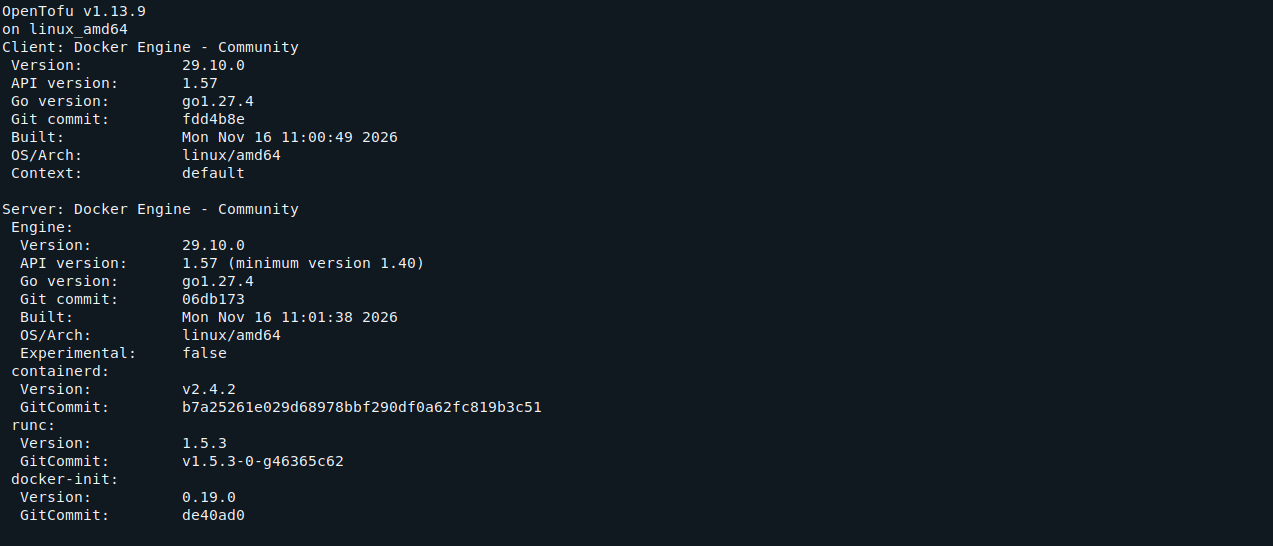 OpenTofu v1.13.9
on linux_amd64
Client: Docker Engine - Community
 Version:           29.10.0
 API version:       1.57
 Go version:        go1.27.4
 Git commit:        fdd4b8e
 Built:             Mon Nov 16 11:00:49 2026
 OS/Arch:           linux/amd64
 Context:           default

Server: Docker Engine - Community
 Engine:
  Version:          29.10.0
  API version:      1.57 (minimum version 1.40)
  Go version:       go1.27.4
  Git commit:       06db173
  Built:            Mon Nov 16 11:01:38 2026
  OS/Arch:          linux/amd64
  Experimental:     false
 containerd:
  Version:          v2.4.2
  GitCommit:        b7a25261e029d68978bbf290df0a62fc819b3c51
 runc:
  Version:          1.5.3
  GitCommit:        v1.5.3-0-g46365c62
 docker-init:
  Version:          0.19.0
  GitCommit:        de40ad0